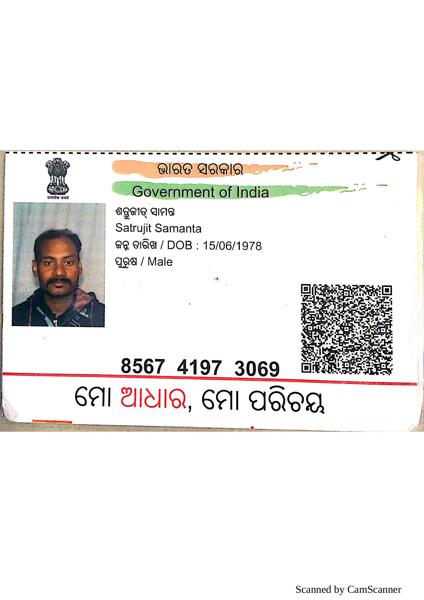 ଭାରତ ସରକାର
Government of India
ଶତ୍ରୁଜୀତ୍ ସାମନ୍ତ
Satrujit Samanta
ଜନ୍ମ ତାରିଖ / DOB : 15/06/1978
ପୁରୁଷ / Male
8567 4197 3069
ମୋ ଆଧାର, ମୋ ପରିଚୟ
Scanned by CamScanner